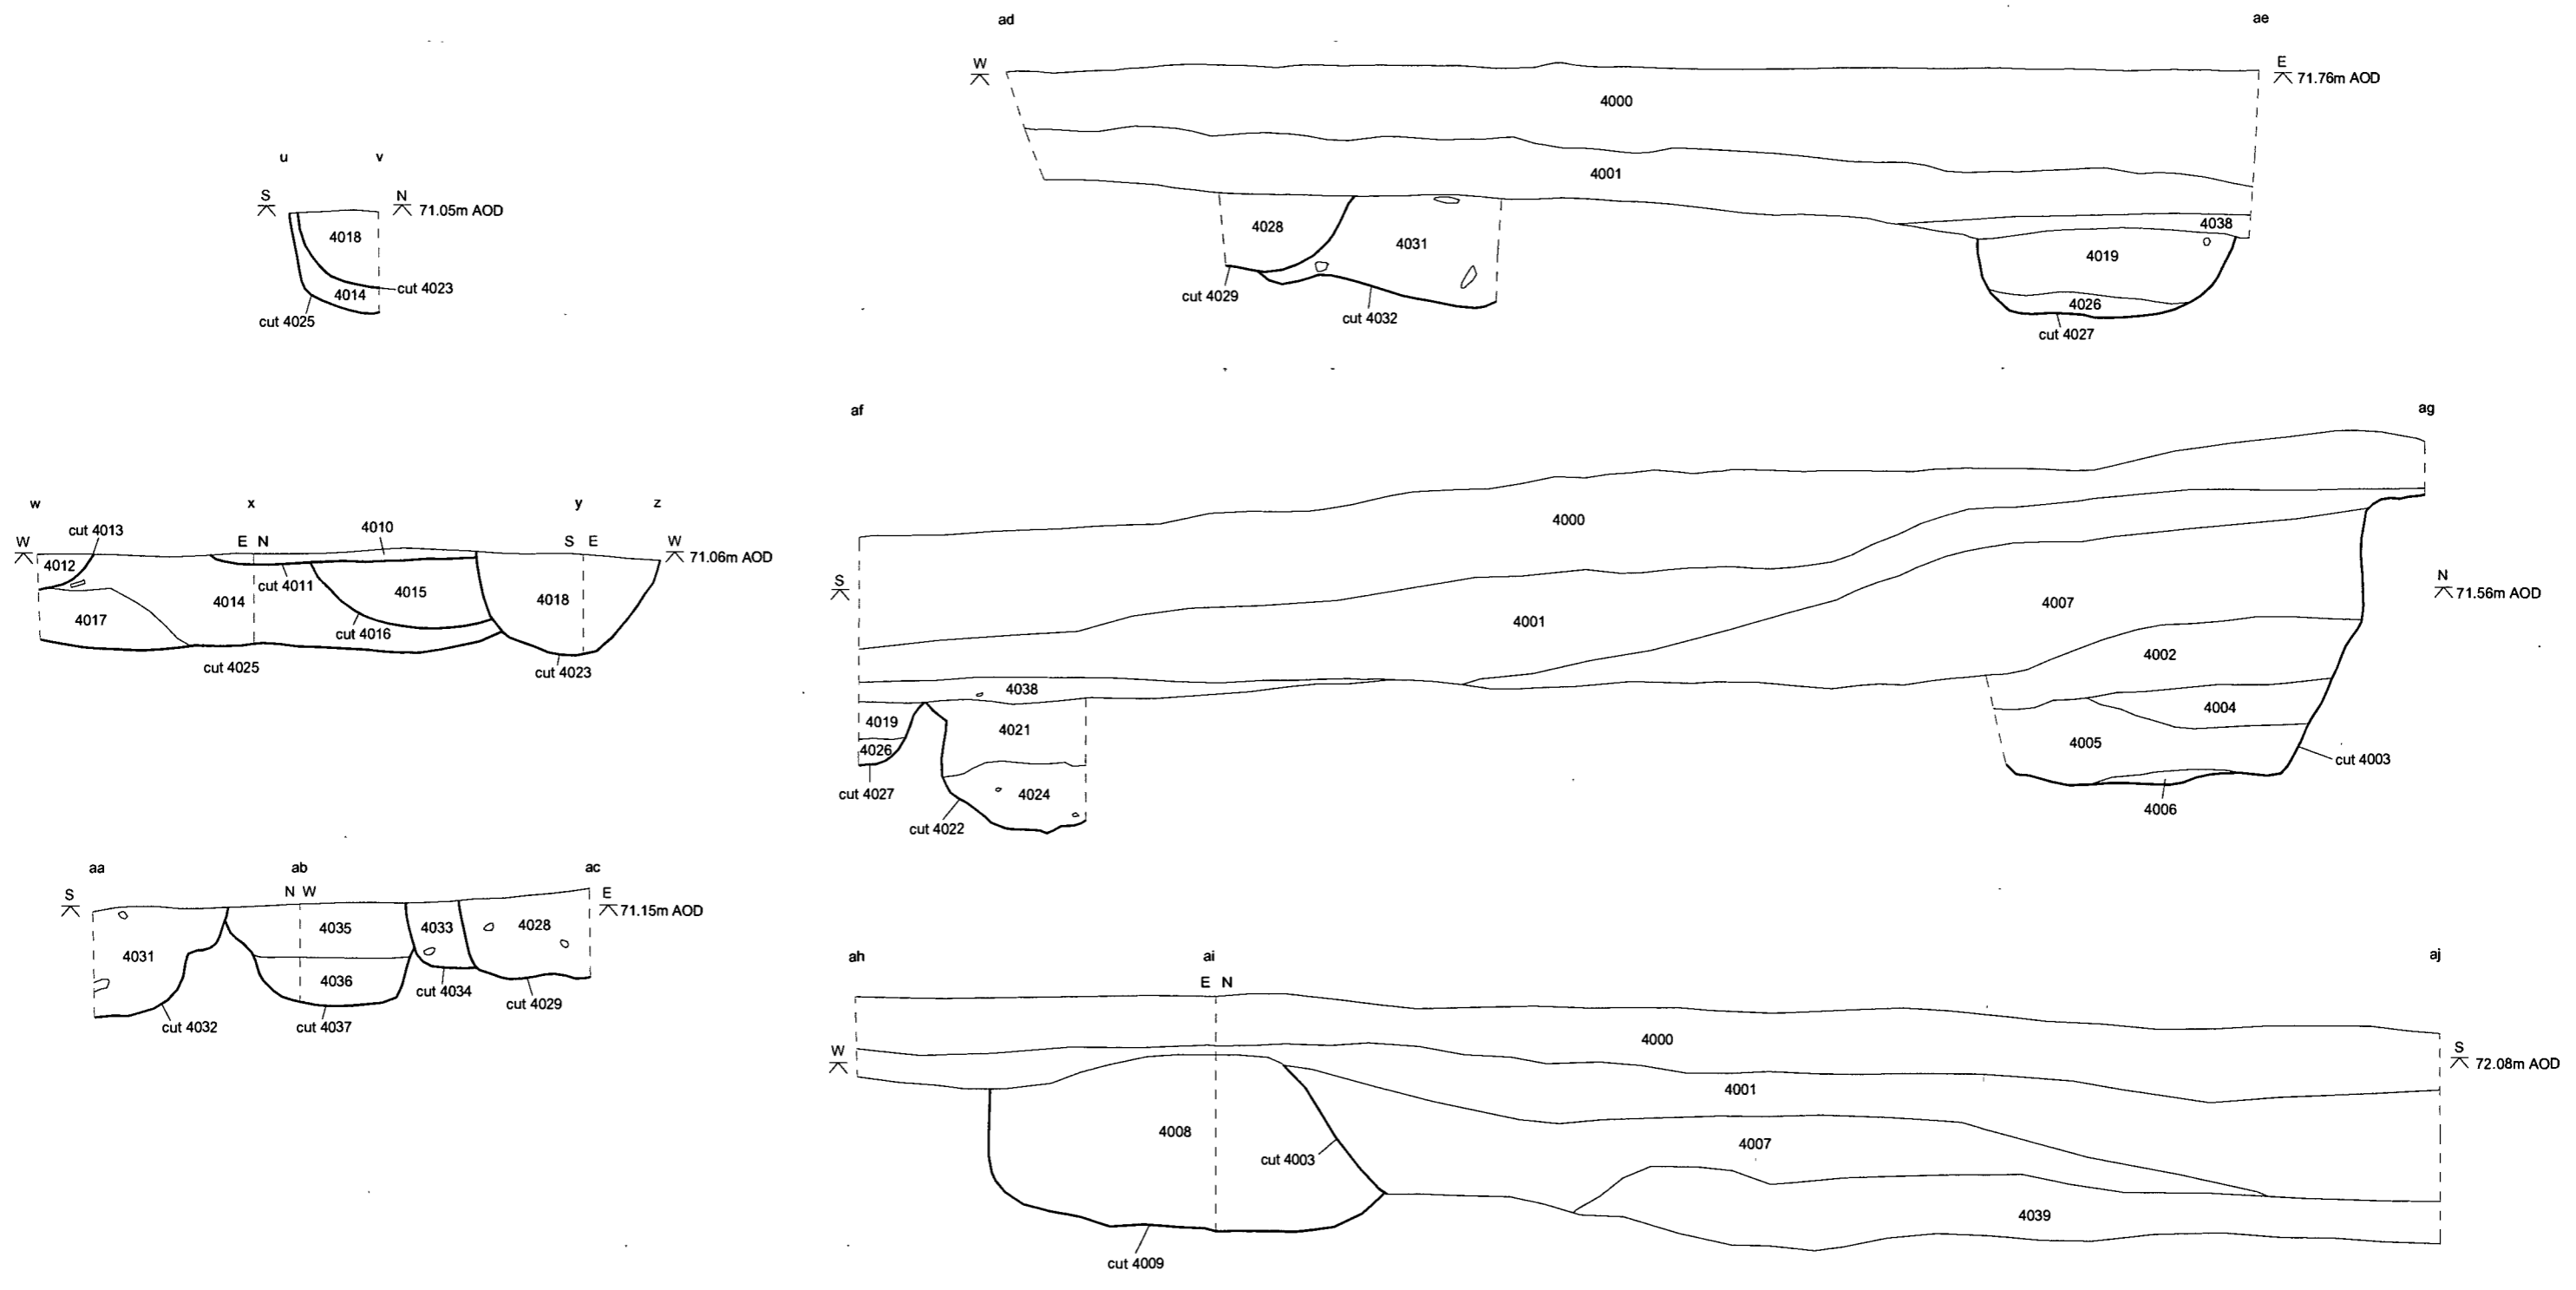 u v
S N 71.05m AOD
4018
4014
cut 4023
cut 4025
w x y z
cut 4013
4010
W E N S E W 71.06m AOD
4012
cut 4011
4015
4014
4018
4017
cut 4016
cut 4025
cut 4023
aa ab ac
S N W E 71.15m AOD
4035
4033
4028
4031
4036
cut 4034
cut 4029
cut 4032
cut 4037
ad ae
W E 71.76m AOD
4000
4001
4038
4028
4031
4019
cut 4029
4026
cut 4032
cut 4027
af ag
4000
S N 71.56m AOD
4007
4001
4002
4038
4004
4019
4021
4005
4026
cut 4003
cut 4027
4024
4006
cut 4022
ah ai aj
E N
4000
W S 72.08m AOD
4001
4008
4007
cut 4003
4039
cut 4009